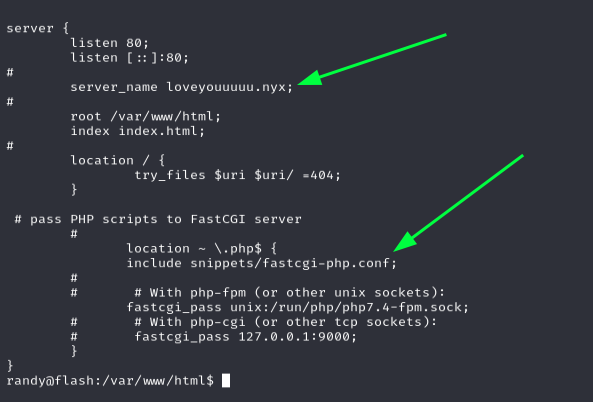 server {
listen 80;
listen [::]:80;
#
server_name loveyouuuuu.nyx;
#
root /var/www/html;
index index.html;
#
location / {
try_files $uri $uri/ =404;
}
# pass PHP scripts to FastCGI server
#
location ~ \.php$ {
include snippets/fastcgi-php.conf;
#
# # With php-fpm (or other unix sockets):
fastcgi_pass unix:/run/php/php7.4-fpm.sock;
# # With php-cgi (or other tcp sockets):
# fastcgi_pass 127.0.0.1:9000;
}
}
randy@flash:/var/www/html$